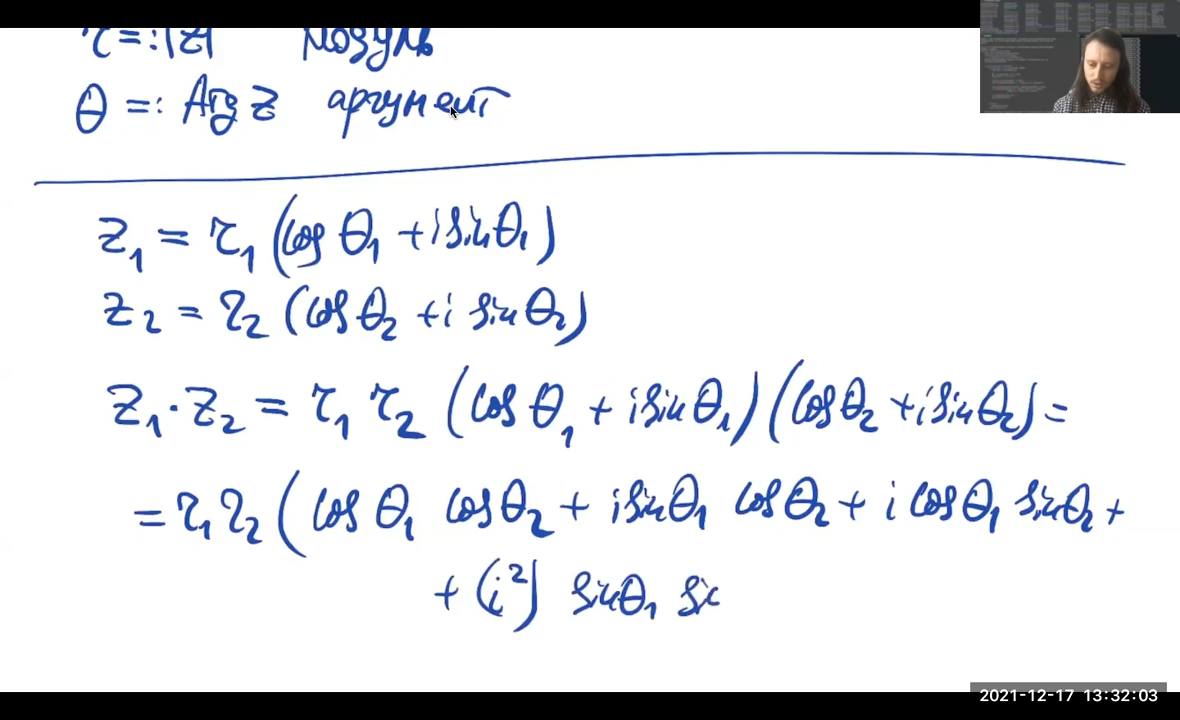 r =: |z| модуль
θ =: Arg z аргумент
z₁ = r₁ (cos θ₁ + i sin θ₁)
z₂ = r₂ (cos θ₂ + i sin θ₂)
z₁ · z₂ = r₁ r₂ (cos θ₁ + i sin θ₁) (cos θ₂ + i sin θ₂) =
= r₁ r₂ (cos θ₁ cos θ₂ + i sin θ₁ cos θ₂ + i cos θ₁ sin θ₂ +
+ (i²) sin θ₁ si
2021-12-17 13:32:03